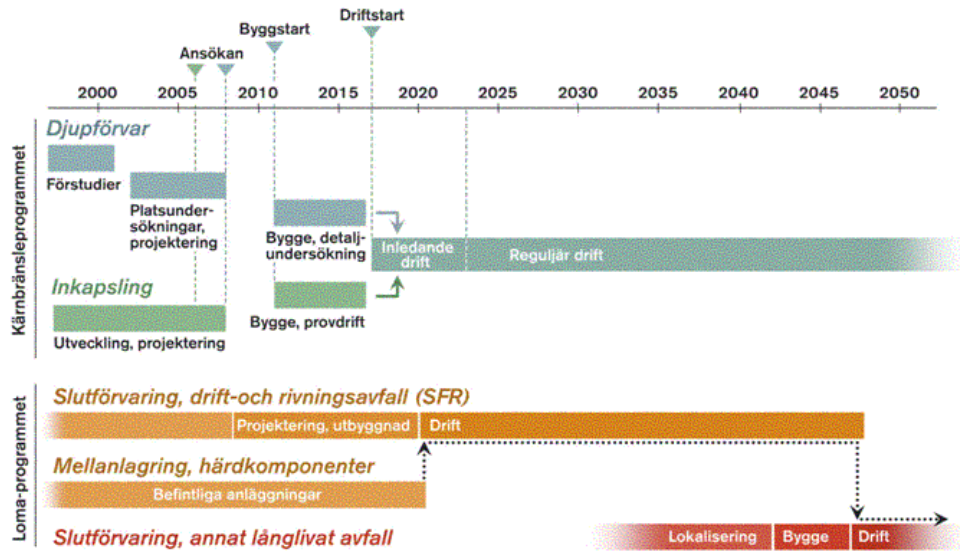 Driftstart
Byggstart
Ansökan
2000 2005 2010 2015 2020 2025 2030 2035 2040 2045 2050
Kärnbränsleprogrammet
Djupförvar
Förstudier
Platsunder-
sökningar,
projektering
Bygge, detalj-
undersökning
Inledande
drift
Reguljär drift
Inkapsling
Utveckling, projektering
Bygge, provdrift
Loma-programmet
Slutförvaring, drift-och rivningsavfall (SFR)
Projektering, utbyggnad
Drift
Mellanlagring, härdkomponenter
Befintliga anläggningar
Slutförvaring, annat långlivat avfall
Lokalisering
Bygge
Drift